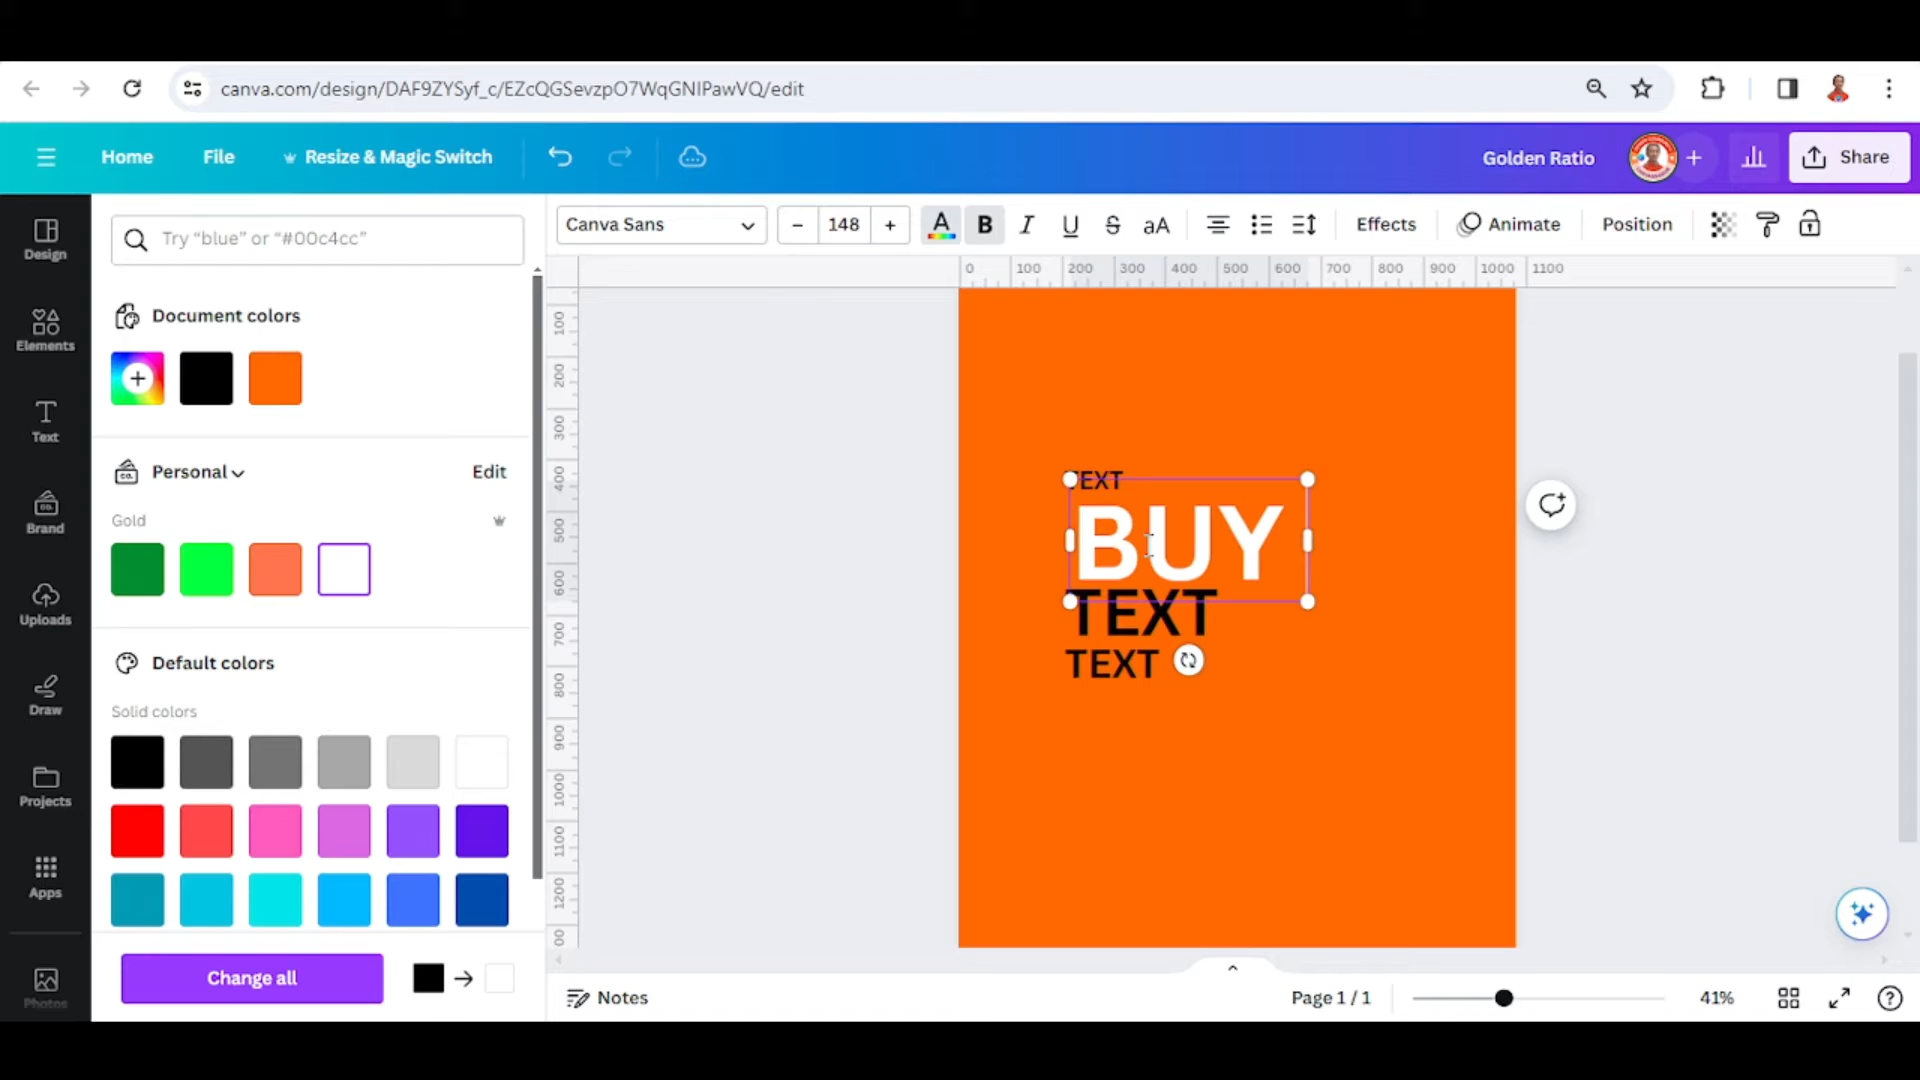 canva.com/design/DAF9ZYSyf_c/EZcQGSevzpO7WqGNIPawVQ/edit
Home File Resize & Magic Switch Golden Ratio Share
Design
Elements
Text
Brand
Uploads
Draw
Projects
Apps
Photos
Try “blue” or “#00c4cc”
Document colors
Personal Edit
CO.
Gold
Default colors
Solid colors
Change all
Canva Sans – 148 + A B I U S aA Effects Animate Position
0 100 200 300 400 500 600 700 800 900 1000 1100
100
200
300
400
500
600
700
800
900
1000
1100
1200
00
TEXT
BUY
TEXT
TEXT
Notes Page 1 / 1 41%